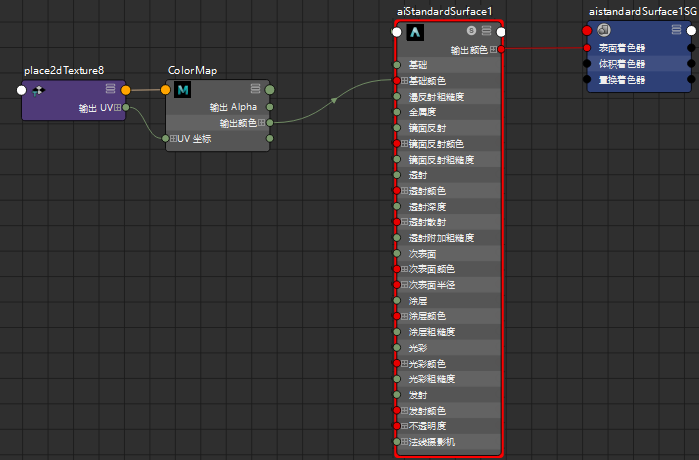 place2dTexture8
输出 UV
ColorMap
输出 Alpha
输出颜色
UV 坐标
aiStandardSurface1
输出颜色
基础
基础颜色
漫反射粗糙度
金属度
镜面反射
镜面反射颜色
镜面反射粗糙度
透射
透射颜色
透射深度
透射散射
透射附加粗糙度
次表面
次表面颜色
次表面半径
涂层
涂层颜色
涂层粗糙度
光彩
光彩颜色
光彩粗糙度
发射
发射颜色
不透明度
法线摄影机
aistandardSurface1SG
表面着色器
体积着色器
置换着色器